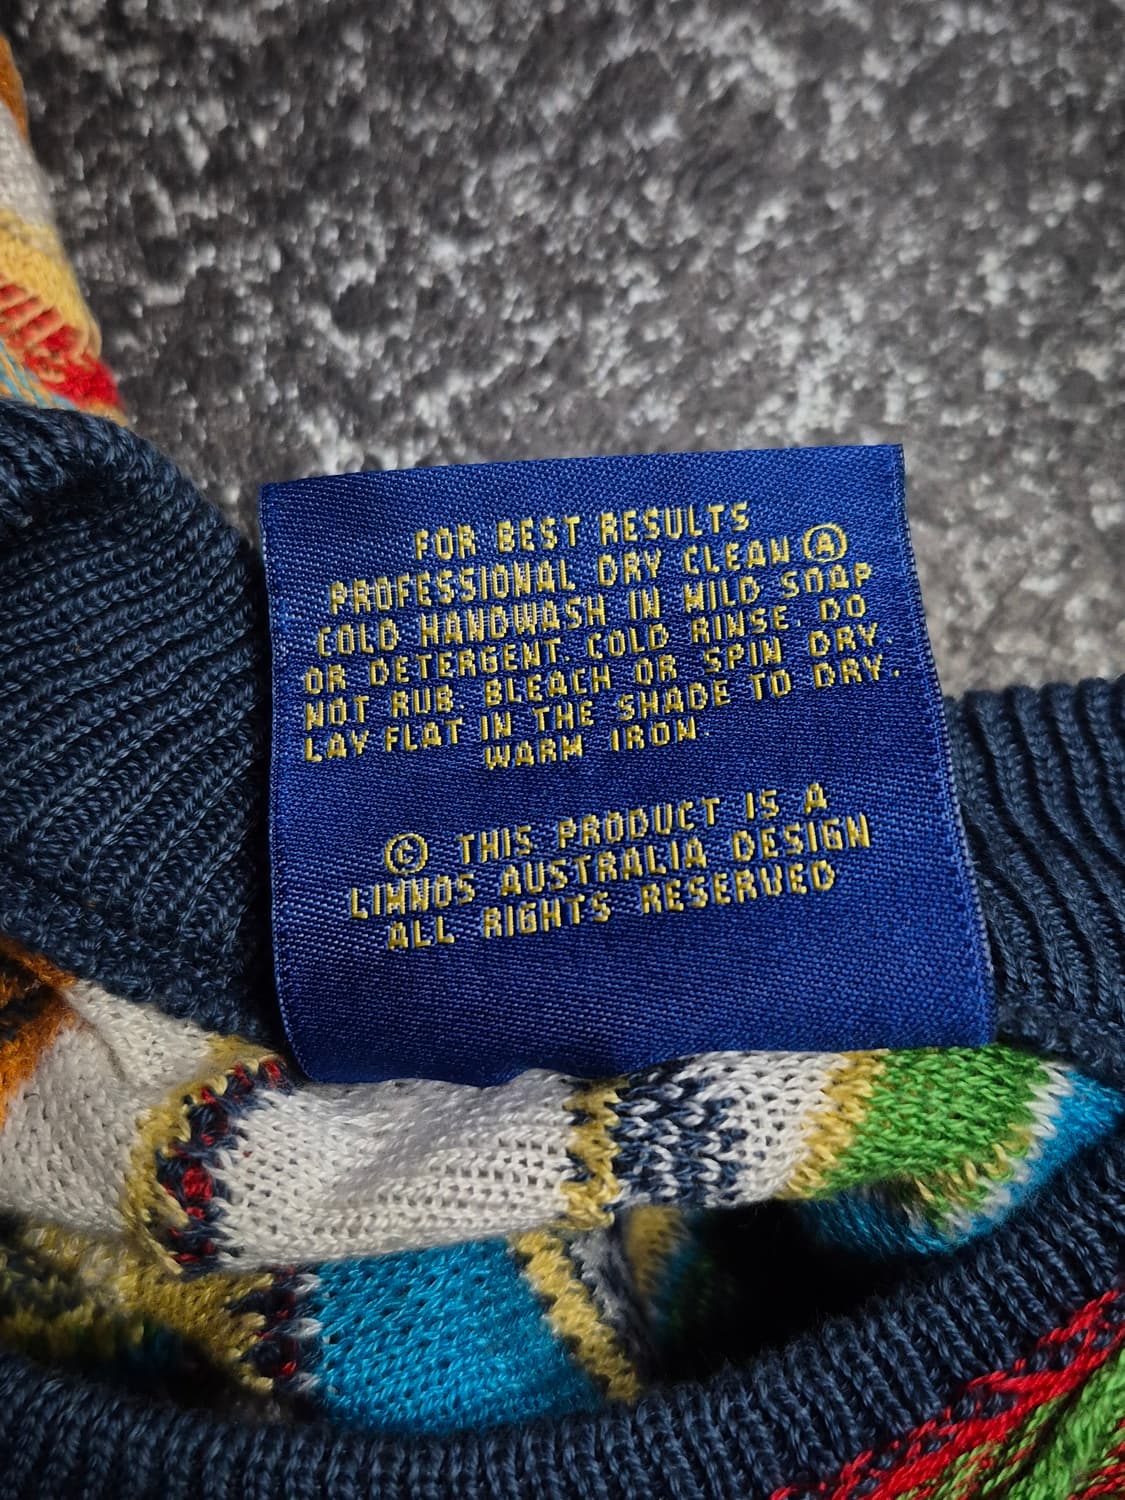 FOR BEST RESULTS
PROFESSIONAL DRY CLEAN Ⓐ
COLD HANDWASH IN MILD SOAP
OR DETERGENT. COLD RINSE. DO
NOT RUB. BLEACH OR SPIN DRY.
LAY FLAT IN THE SHADE TO DRY.
WARM IRON.
© THIS PRODUCT IS A
LIMNOS AUSTRALIA DESIGN
ALL RIGHTS RESERVED